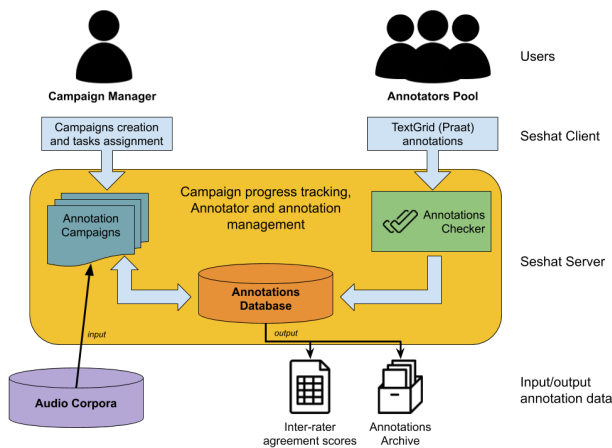 Users
Campaign Manager
Annotators Pool
Campaigns creation
and tasks assignment
TextGrid (Praat)
annotations
Seshat Client
Campaign progress tracking,
Annotator and annotation
management
Annotation
Campaigns
Annotations
Checker
Seshat Server
Annotations
Database
input
output
Audio Corpora
Input/output
annotation data
Inter-rater
agreement scores
Annotations
Archive